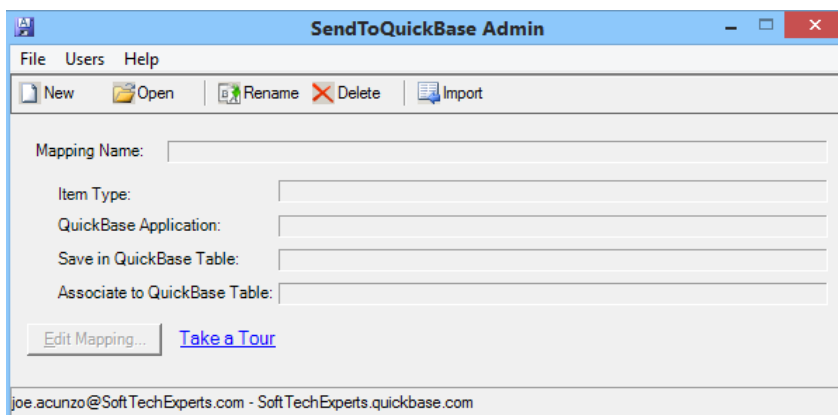 SendToQuickBase Admin
File Users Help
New Open Rename Delete Import
Mapping Name:
Item Type:
QuickBase Application:
Save in QuickBase Table:
Associate to QuickBase Table:
Edit Mapping... Take a Tour
joe.acunzo@SoftTechExperts.com - SoftTechExperts.quickbase.com